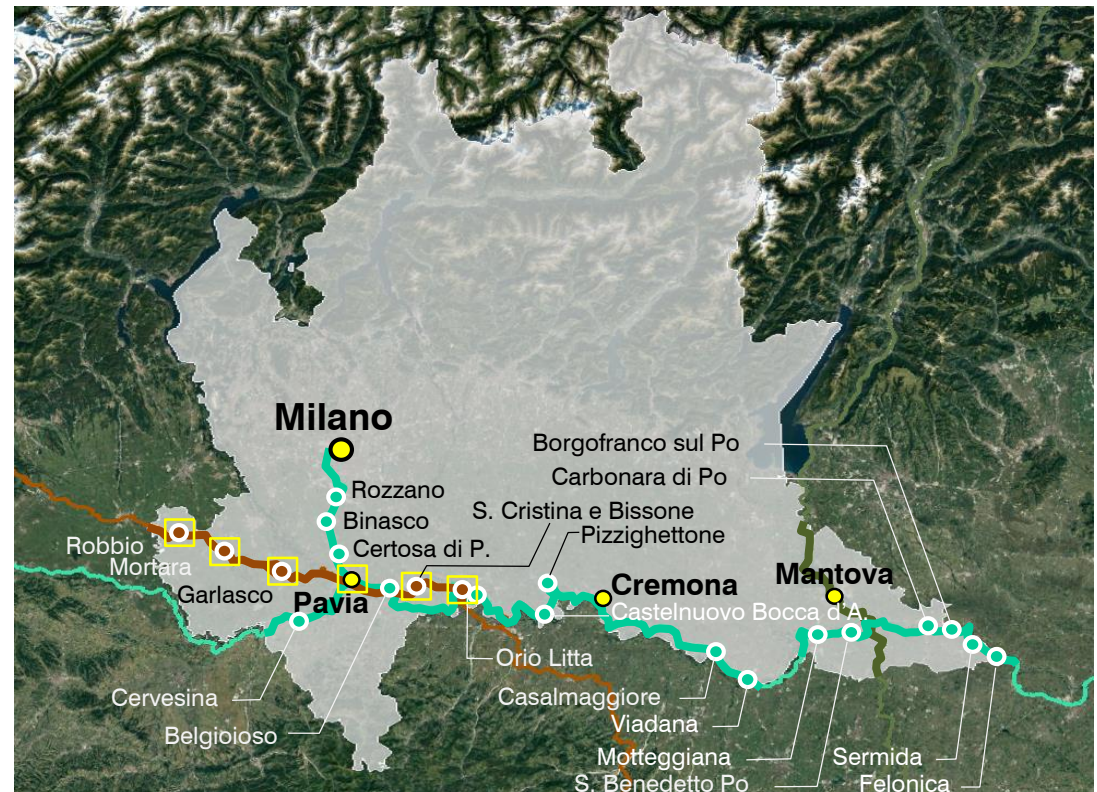 Milano
Borgofranco sul Po
Carbonara di Po
Rozzano
S. Cristina e Bissone
Binasco
Pizzighettone
Robbio
Certosa di P.
Mortara
Garlasco
Pavia
Cremona
Mantova
Castelnuovo Bocca d A.
Orio Litta
Cervesina
Casalmaggiore
Viadana
Belgioioso
Motteggiana
Sermida
S. Benedetto Po
Felonica